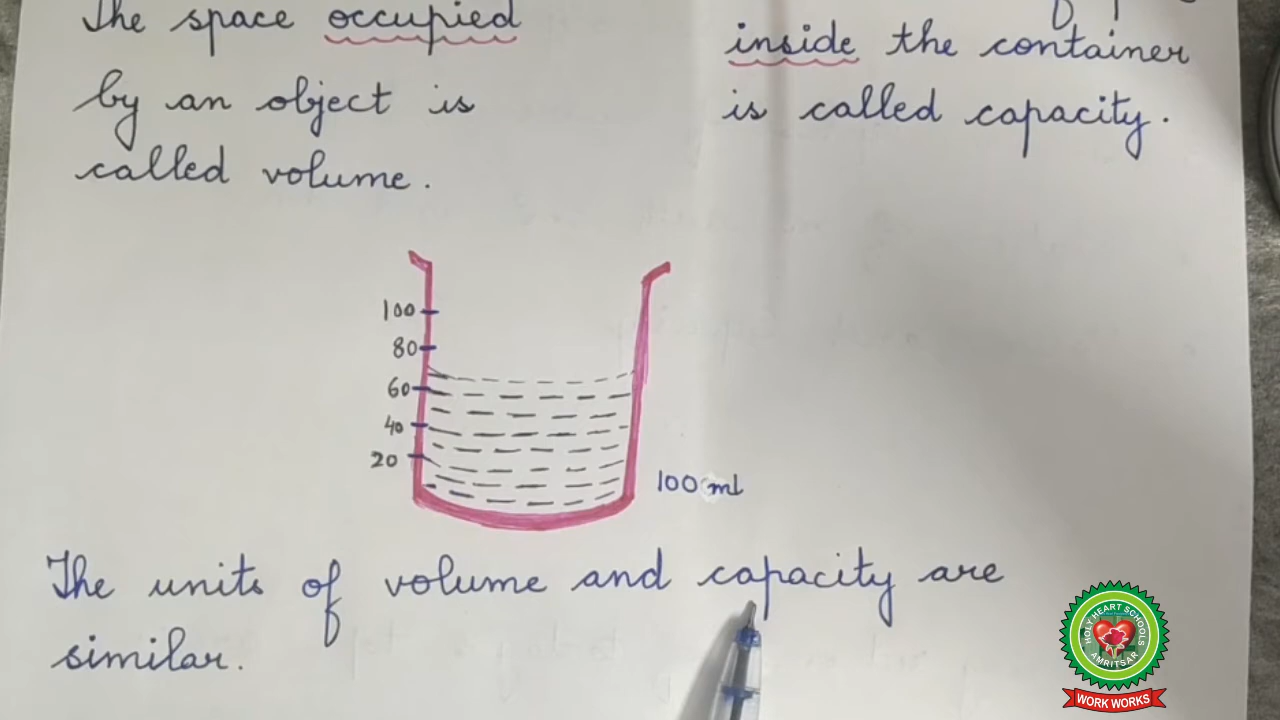 The space occupied
by an object is
called volume.
inside the container
is called capacity.
100
80
60
40
20
100 ml
The units of volume and capacity are
similar.
HOLY HEART SCHOOLS
AMRITSAR
WORK WORKS